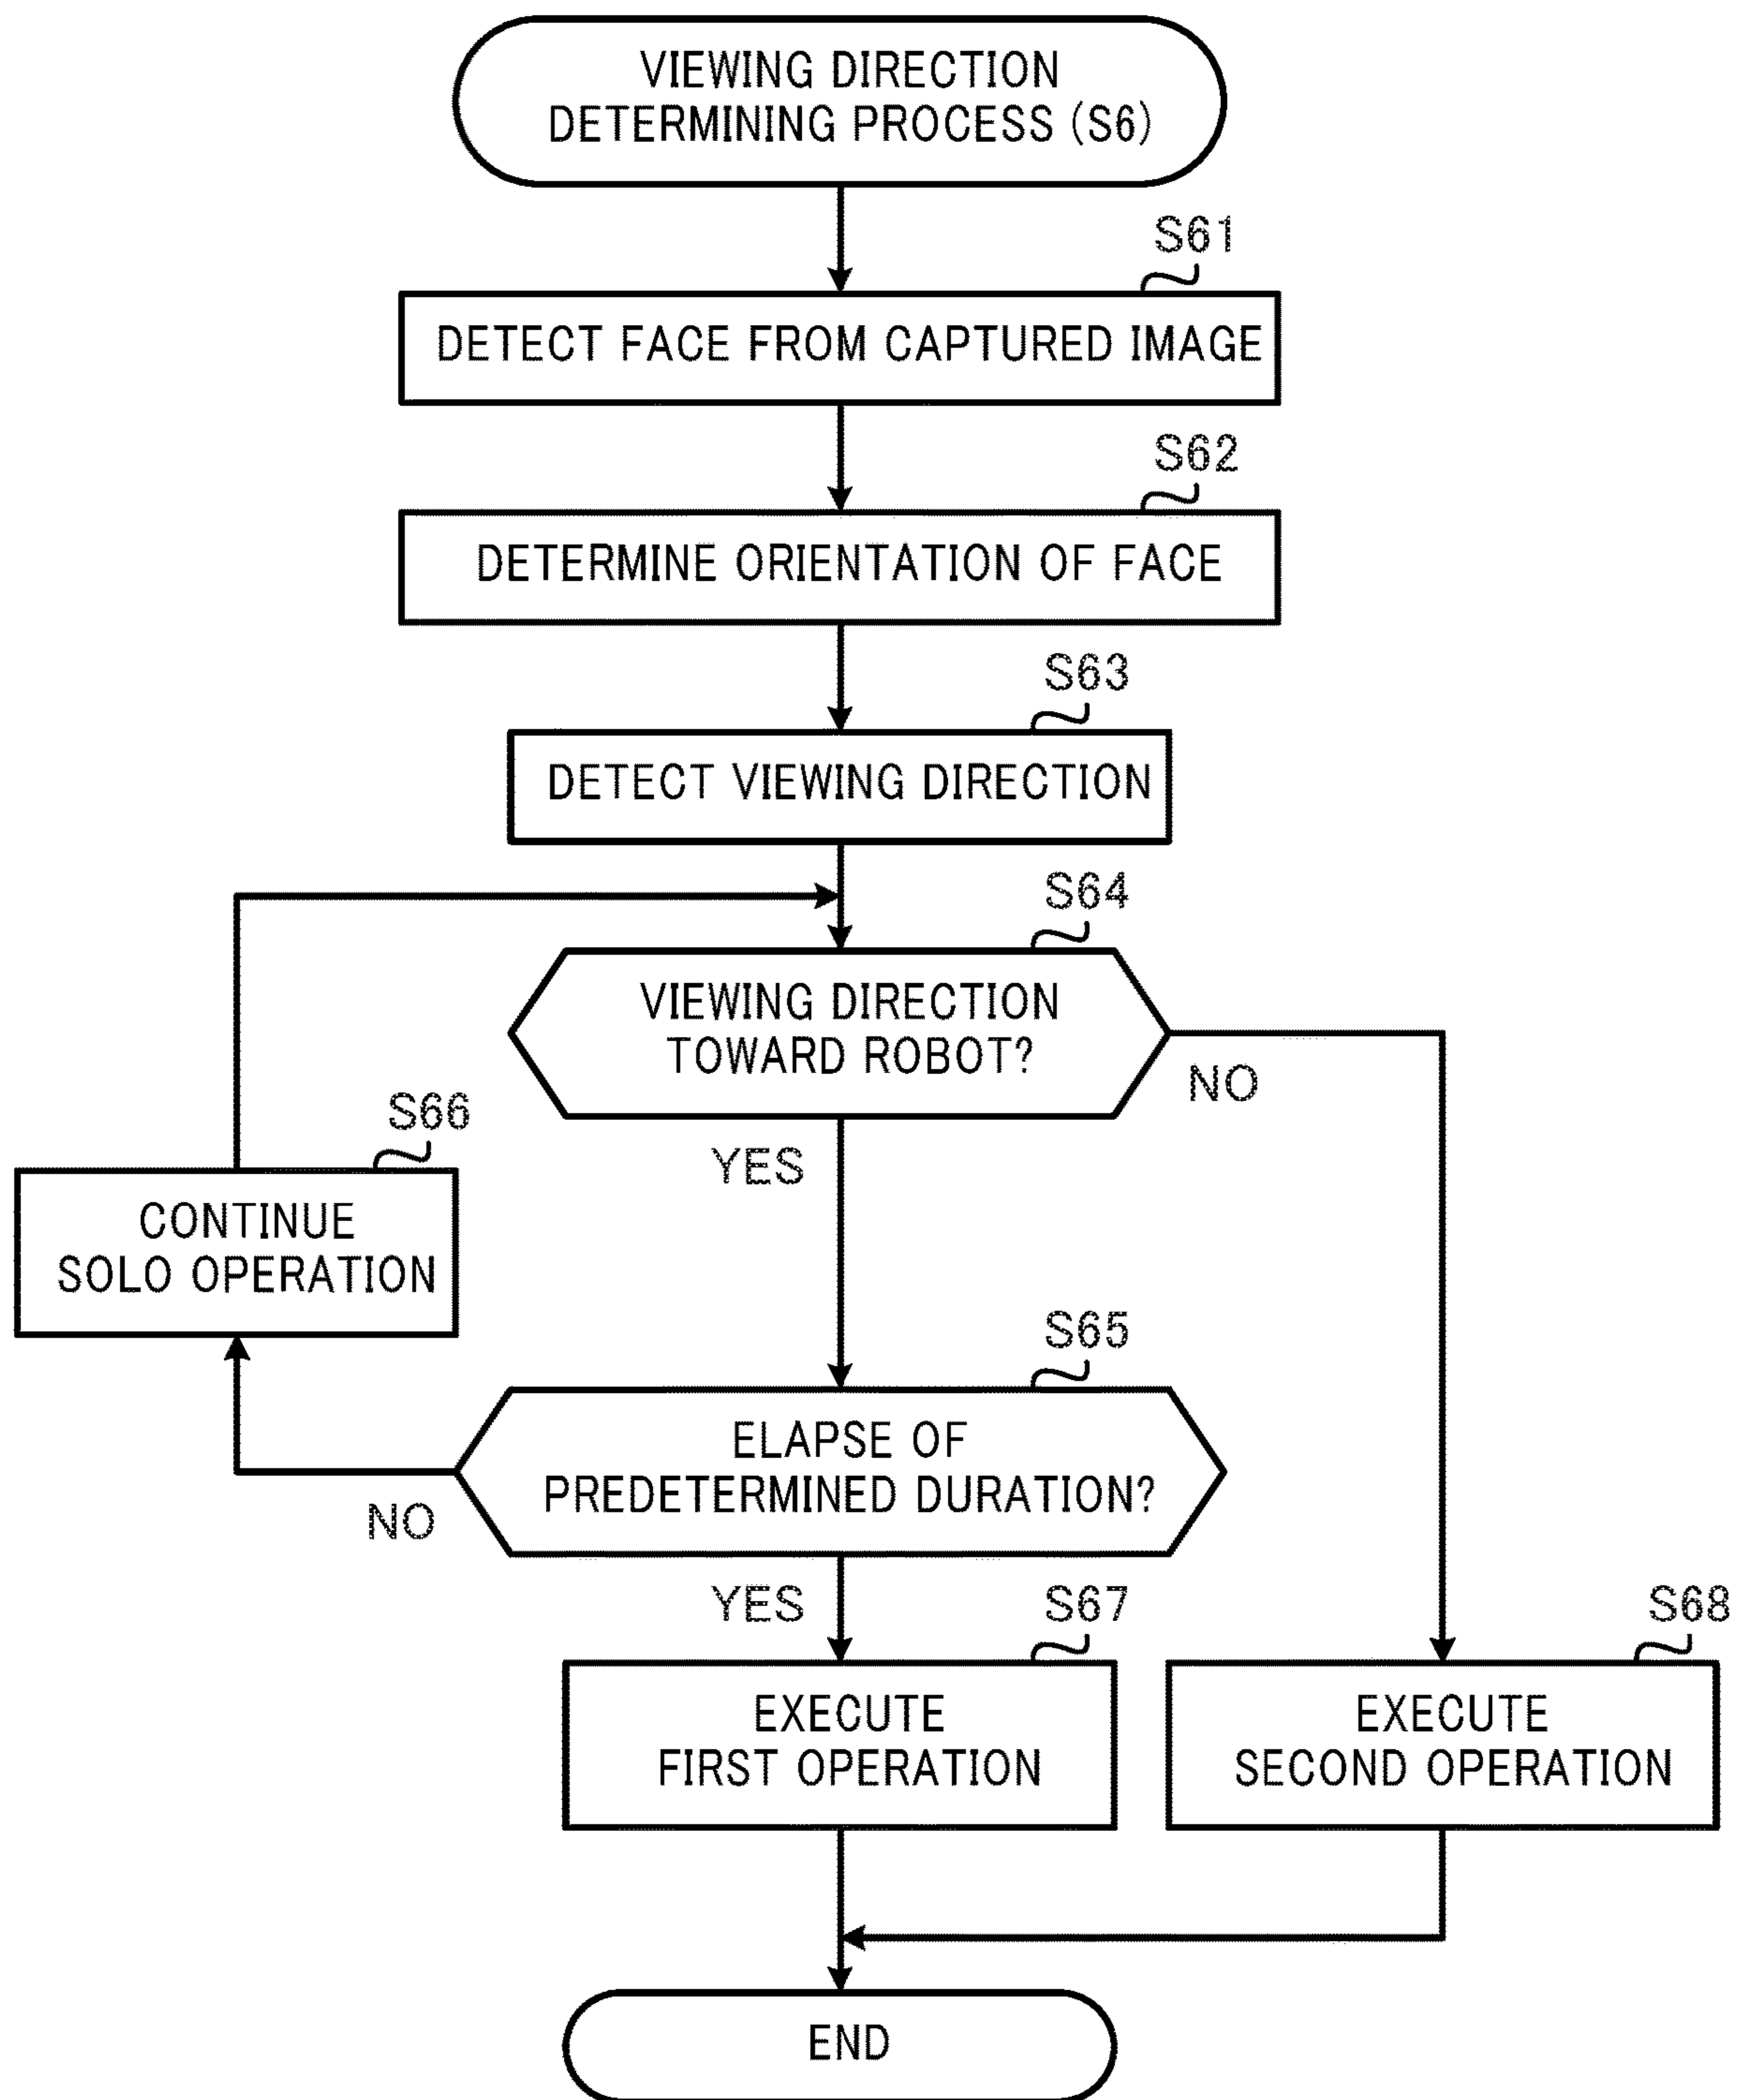 VIEWING DIRECTION
DETERMINING PROCESS (S6)
S61
DETECT FACE FROM CAPTURED IMAGE
S62
DETERMINE ORIENTATION OF FACE
S63
DETECT VIEWING DIRECTION
S64
VIEWING DIRECTION
TOWARD ROBOT?
NO
YES
S66
CONTINUE
SOLO OPERATION
S65
ELAPSE OF
PREDETERMINED DURATION?
NO
YES
S67
EXECUTE
FIRST OPERATION
S68
EXECUTE
SECOND OPERATION
END